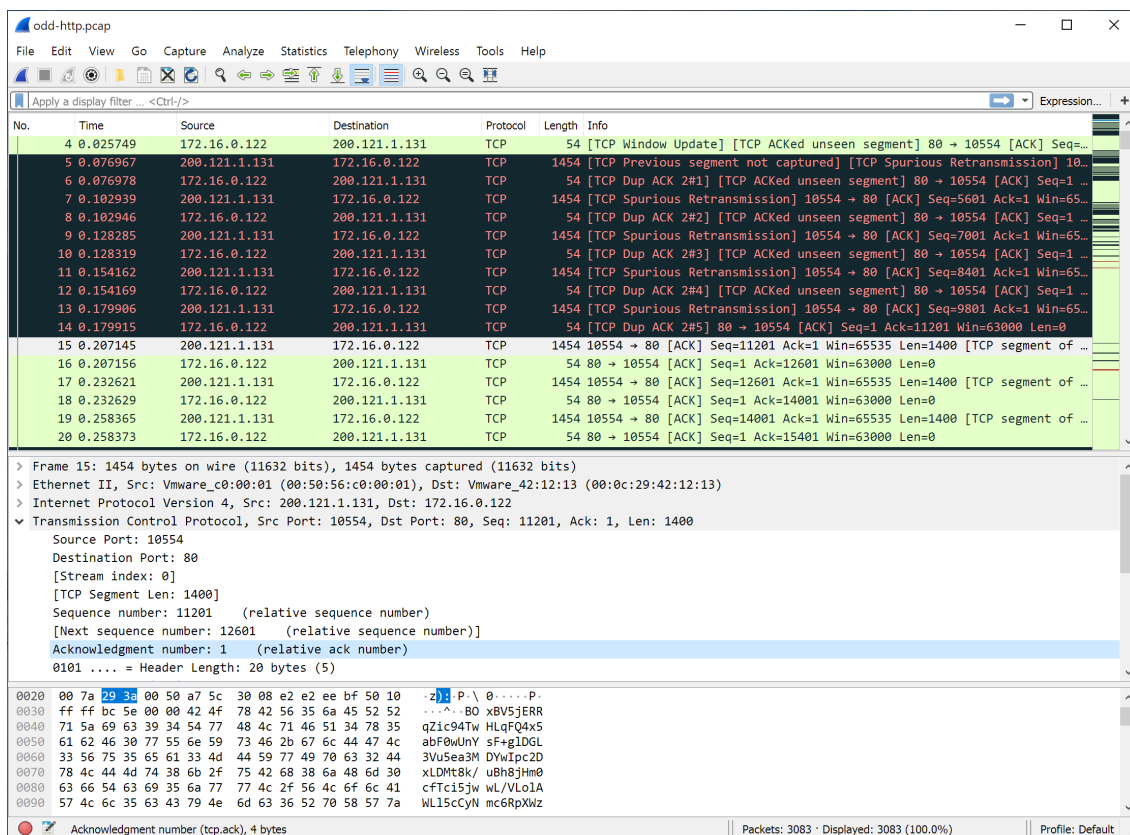 odd-http.pcap
File Edit View Go Capture Analyze Statistics Telephony Wireless Tools Help
Apply a display filter ... <Ctrl-/> Expression... +
No. Time Source Destination Protocol Length Info
4 0.025749 172.16.0.122 200.121.1.131 TCP 54 [TCP Window Update] [TCP ACKed unseen segment] 80 → 10554 [ACK] Seq=…
5 0.076967 200.121.1.131 172.16.0.122 TCP 1454 [TCP Previous segment not captured] [TCP Spurious Retransmission] 10…
6 0.076978 172.16.0.122 200.121.1.131 TCP 54 [TCP Dup ACK 2#1] [TCP ACKed unseen segment] 80 → 10554 [ACK] Seq=1 …
7 0.102939 200.121.1.131 172.16.0.122 TCP 1454 [TCP Spurious Retransmission] 10554 → 80 [ACK] Seq=5601 Ack=1 Win=65…
8 0.102946 172.16.0.122 200.121.1.131 TCP 54 [TCP Dup ACK 2#2] [TCP ACKed unseen segment] 80 → 10554 [ACK] Seq=1 …
9 0.128285 200.121.1.131 172.16.0.122 TCP 1454 [TCP Spurious Retransmission] 10554 → 80 [ACK] Seq=7001 Ack=1 Win=65…
10 0.128319 172.16.0.122 200.121.1.131 TCP 54 [TCP Dup ACK 2#3] [TCP ACKed unseen segment] 80 → 10554 [ACK] Seq=1 …
11 0.154162 200.121.1.131 172.16.0.122 TCP 1454 [TCP Spurious Retransmission] 10554 → 80 [ACK] Seq=8401 Ack=1 Win=65…
12 0.154169 172.16.0.122 200.121.1.131 TCP 54 [TCP Dup ACK 2#4] [TCP ACKed unseen segment] 80 → 10554 [ACK] Seq=1 …
13 0.179906 200.121.1.131 172.16.0.122 TCP 1454 [TCP Spurious Retransmission] 10554 → 80 [ACK] Seq=9801 Ack=1 Win=65…
14 0.179915 172.16.0.122 200.121.1.131 TCP 54 [TCP Dup ACK 2#5] 80 → 10554 [ACK] Seq=1 Ack=11201 Win=63000 Len=0
15 0.207145 200.121.1.131 172.16.0.122 TCP 1454 10554 → 80 [ACK] Seq=11201 Ack=1 Win=65535 Len=1400 [TCP segment of …
16 0.207156 172.16.0.122 200.121.1.131 TCP 54 80 → 10554 [ACK] Seq=1 Ack=12601 Win=63000 Len=0
17 0.232621 200.121.1.131 172.16.0.122 TCP 1454 10554 → 80 [ACK] Seq=12601 Ack=1 Win=65535 Len=1400 [TCP segment of …
18 0.232629 172.16.0.122 200.121.1.131 TCP 54 80 → 10554 [ACK] Seq=1 Ack=14001 Win=63000 Len=0
19 0.258365 200.121.1.131 172.16.0.122 TCP 1454 10554 → 80 [ACK] Seq=14001 Ack=1 Win=65535 Len=1400 [TCP segment of …
20 0.258373 172.16.0.122 200.121.1.131 TCP 54 80 → 10554 [ACK] Seq=1 Ack=15401 Win=63000 Len=0
Frame 15: 1454 bytes on wire (11632 bits), 1454 bytes captured (11632 bits)
Ethernet II, Src: Vmware_c0:00:01 (00:50:56:c0:00:01), Dst: Vmware_42:12:13 (00:0c:29:42:12:13)
Internet Protocol Version 4, Src: 200.121.1.131, Dst: 172.16.0.122
Transmission Control Protocol, Src Port: 10554, Dst Port: 80, Seq: 11201, Ack: 1, Len: 1400
Source Port: 10554
Destination Port: 80
[Stream index: 0]
[TCP Segment Len: 1400]
Sequence number: 11201 (relative sequence number)
[Next sequence number: 12601 (relative sequence number)]
Acknowledgment number: 1 (relative ack number)
0101 .... = Header Length: 20 bytes (5)
0020 00 7a 29 3a 00 50 a7 5c 30 08 e2 e2 ee bf 50 10 ·z):·P·\ 0·····P·
0030 ff ff bc 5e 00 00 42 4f 78 42 56 35 6a 45 52 52 ···^··BO xBV5jERR
0040 71 5a 69 63 39 34 54 77 48 4c 71 46 51 34 78 35 qZic94Tw HLqFQ4x5
0050 61 62 46 30 77 55 6e 59 73 46 2b 67 6c 44 47 4c abF0wUnY sF+glDGL
0060 33 56 75 35 65 61 33 4d 44 59 77 49 70 63 32 44 3Vu5ea3M DYwIpc2D
0070 78 4c 44 4d 74 38 6b 2f 75 42 68 38 6a 48 6d 30 xLDMt8k/ uBh8jHm0
0080 63 66 54 63 69 35 6a 77 77 4c 2f 56 4c 6f 6c 41 cfTci5jw wL/VLolA
0090 57 4c 6c 35 63 43 79 4e 6d 63 36 52 70 58 57 7a WLl5cCyN mc6RpXWz
Acknowledgment number (tcp.ack), 4 bytes Packets: 3083 · Displayed: 3083 (100.0%) Profile: Default